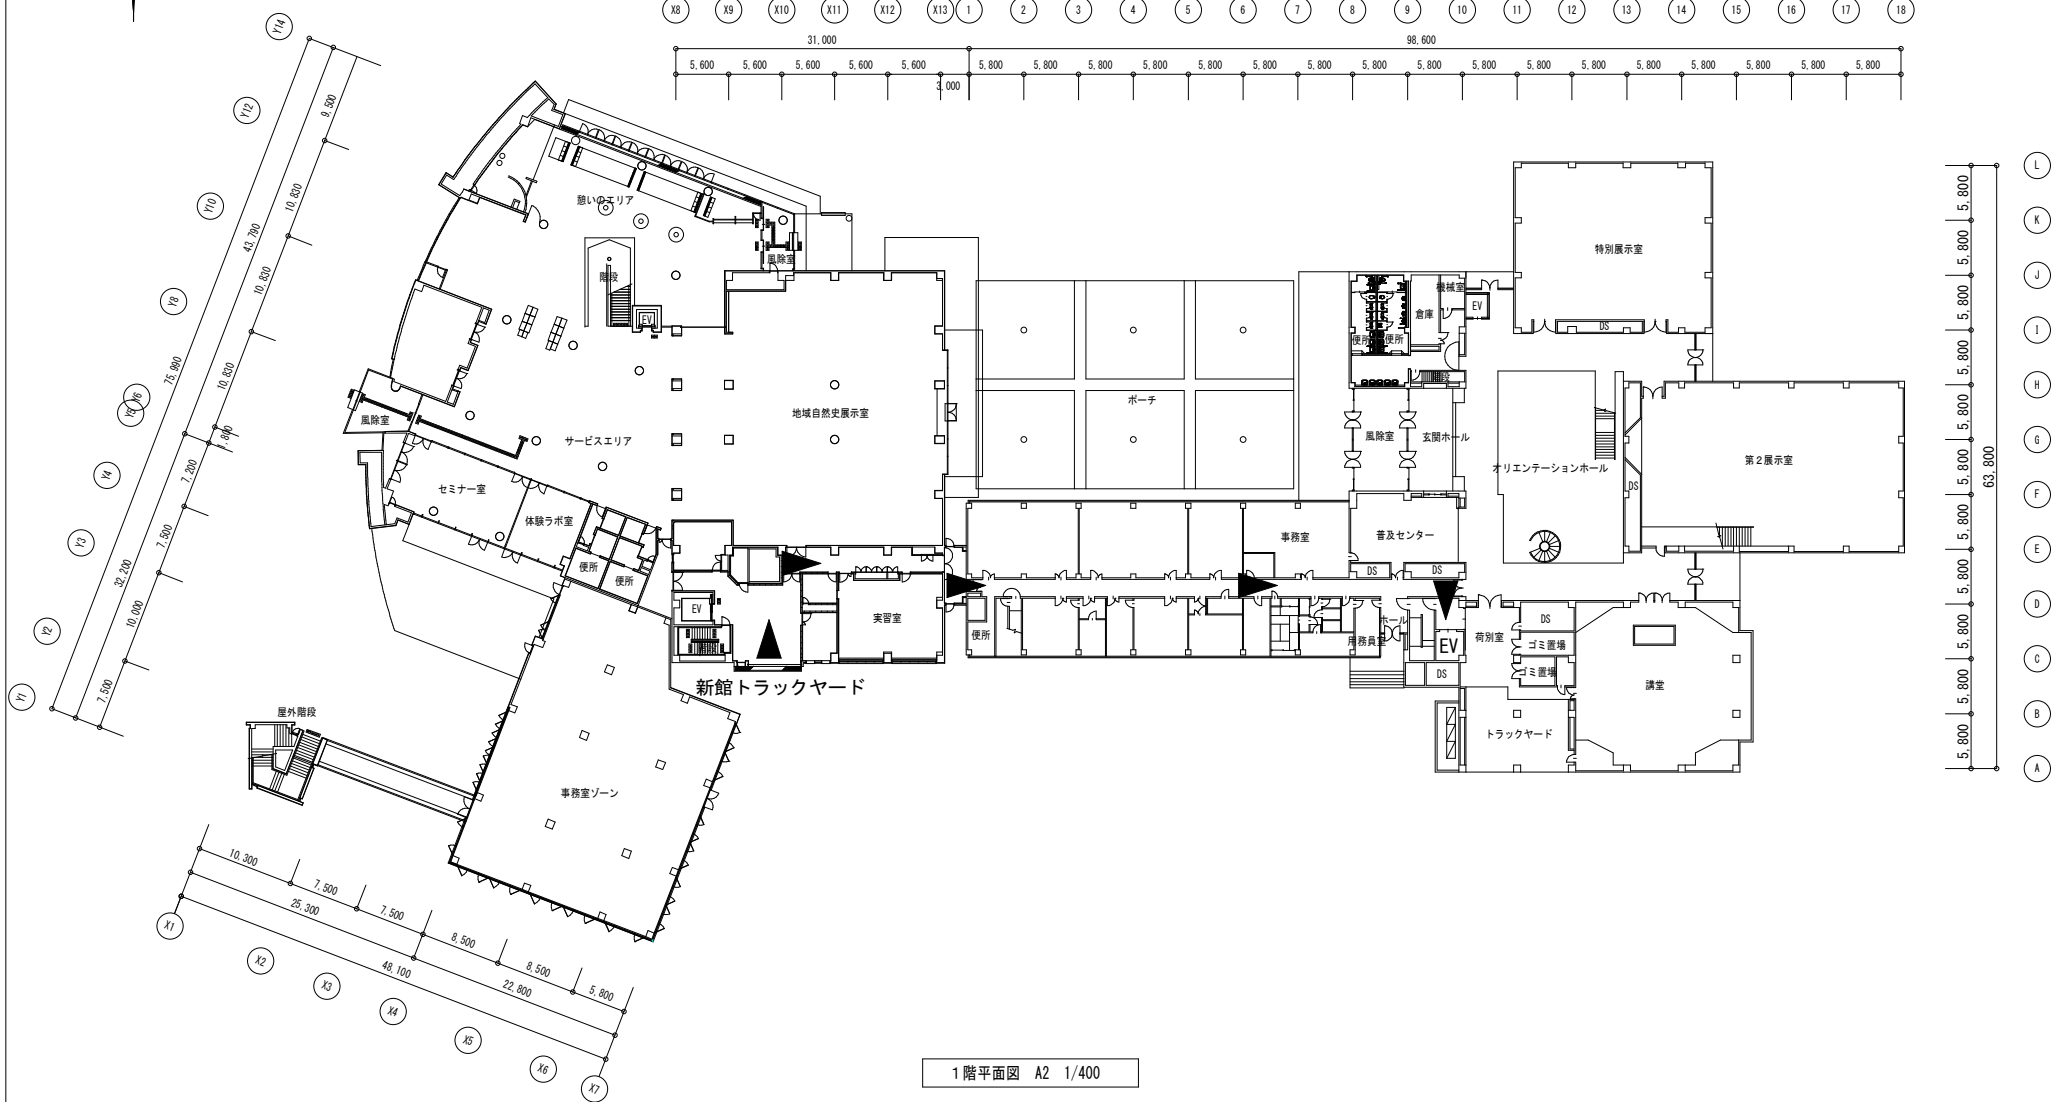 X8 X9 X10 X11 X12 X13 1 2 3 4 5 6 7 8 9 10 11 12 13 14 15 16 17 18
31,000 98,600
5,600 5,600 5,600 5,600 5,600 3,000 5,800 5,800 5,800 5,800 5,800 5,800 5,800 5,800 5,800 5,800 5,800 5,800 5,800 5,800 5,800 5,800 5,800
Y14
Y12
Y10
Y8
Y6
Y5
Y4
Y3
Y2
Y1
9,500
10,830
10,830
10,830
1,800
7,200
7,500
10,000
7,500
43,790
32,200
75,990
憩いのエリア
風除室
階段
EV
地域自然史展示室
風除室
サービスエリア
セミナー室
体験ラボ室
便所
便所
EV
実習室
新館トラックヤード
事務室ゾーン
屋外階段
ポーチ
事務室
便所
用務員室
ホール
EV
DS
普及センター
DS
DS
風除室
玄関ホール
便所
便所
倉庫
機械室
EV
階段
オリエンテーションホール
特別展示室
DS
第２展示室
DS
荷別室
DS
ゴミ置場
ゴミ置場
講堂
トラックヤード
L
K
J
I
H
G
F
E
D
C
B
A
5,800
5,800
5,800
5,800
5,800
5,800
5,800
5,800
5,800
5,800
5,800
63,800
10,300 7,500 7,500 8,500 8,500 5,800
25,300 22,800
48,100
X1 X2 X3 X4 X5 X6 X7
１階平面図 A2 1/400